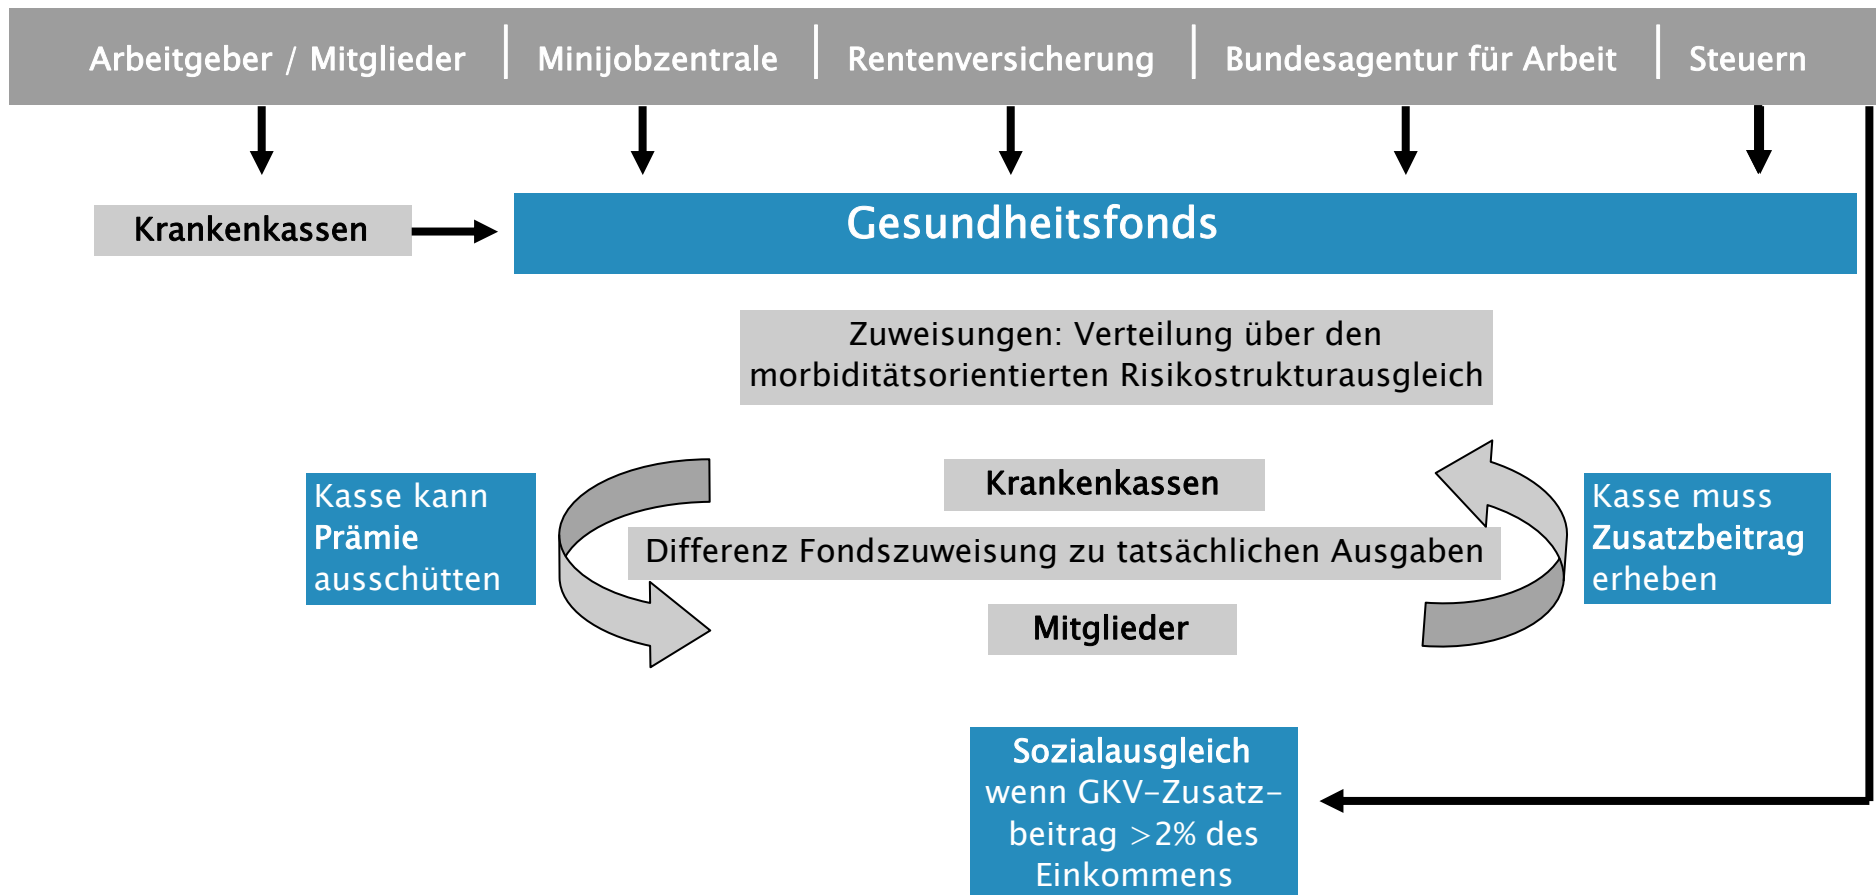 Arbeitgeber / Mitglieder | Minijobzentrale | Rentenversicherung | Bundesagentur für Arbeit | Steuern
Krankenkassen
Gesundheitsfonds
Zuweisungen: Verteilung über den
morbiditätsorientierten Risikostrukturausgleich
Kasse kann
Prämie
ausschütten
Krankenkassen
Differenz Fondszuweisung zu tatsächlichen Ausgaben
Mitglieder
Kasse muss
Zusatzbeitrag
erheben
Sozialausgleich
wenn GKV-Zusatz-
beitrag >2% des
Einkommens